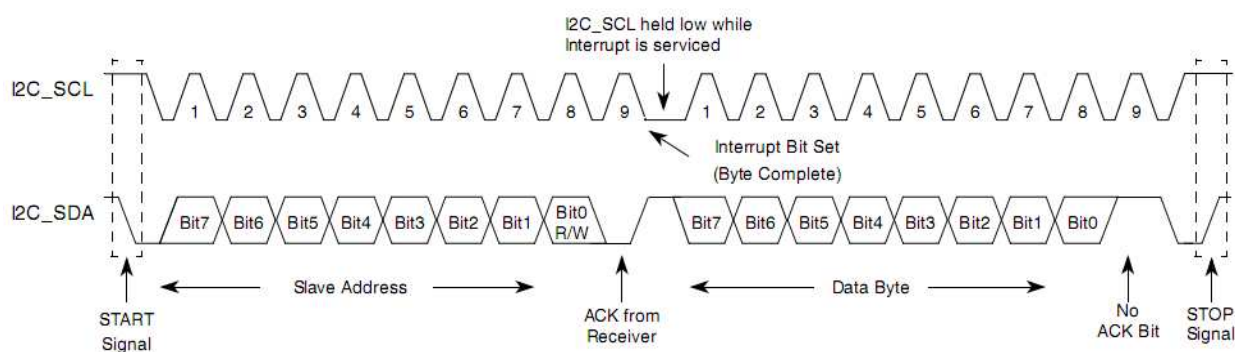 I2C_SCL held low while
Interrupt is serviced
I2C_SCL
1 2 3 4 5 6 7 8 9 1 2 3 4 5 6 7 8 9
Interrupt Bit Set
(Byte Complete)
I2C_SDA
Bit7 Bit6 Bit5 Bit4 Bit3 Bit2 Bit1 Bit0 Bit7 Bit6 Bit5 Bit4 Bit3 Bit2 Bit1 Bit0
R/W
Slave Address
Data Byte
START
Signal
ACK from
Receiver
No
ACK Bit
STOP
Signal